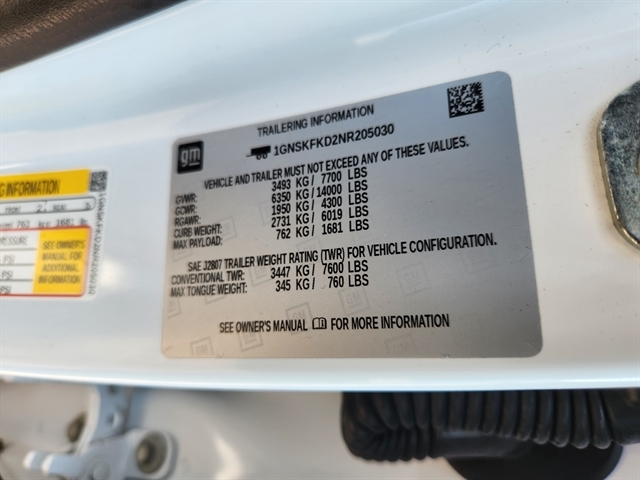 TRAILERING INFORMATION
gm
1GNSKFKD2NR205030
VEHICLE AND TRAILER MUST NOT EXCEED ANY OF THESE VALUES.
GVWR: 3493 KG / 7700 LBS
GCWR: 6350 KG / 14000 LBS
RGAWR: 1950 KG / 4300 LBS
CURB WEIGHT: 2731 KG / 6019 LBS
MAX PAYLOAD: 762 KG / 1681 LBS
SAE J2807 TRAILER WEIGHT RATING (TWR) FOR VEHICLE CONFIGURATION.
CONVENTIONAL TWR: 3447 KG / 7600 LBS
MAX TONGUE WEIGHT: 345 KG / 760 LBS
SEE OWNER'S MANUAL FOR MORE INFORMATION
INFORMATION
SEE OWNER'S
MANUAL FOR
ADDITIONAL
INFORMATION
PSI
PSI